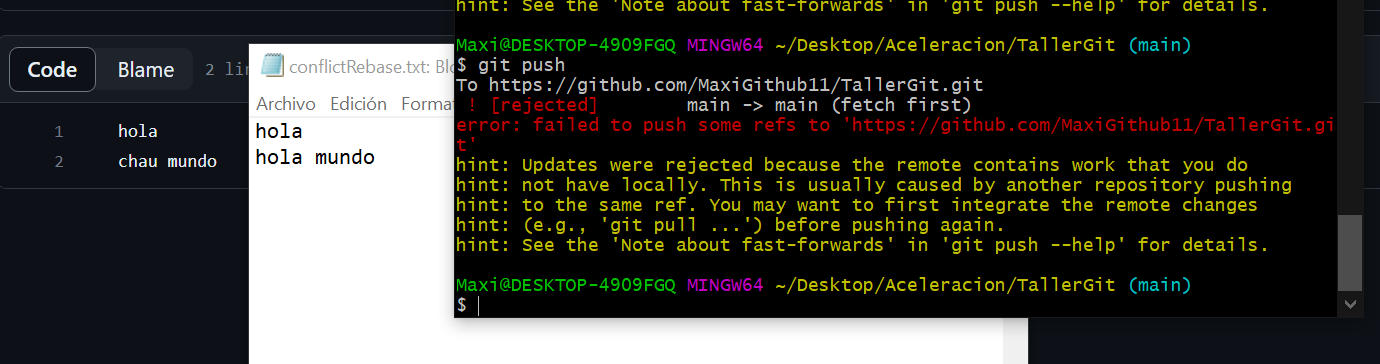 Code
Blame
2 lin
1 hola
2 chau mundo
conflictRebase.txt: Blo
Archivo Edición Format
hola
hola mundo
hint: See the 'Note about fast-forwards' in 'git push --help' for details.
Maxi@DESKTOP-4909FGQ MINGW64 ~/Desktop/Aceleracion/TallerGit (main)
$ git push
To https://github.com/MaxiGithub11/TallerGit.git
! [rejected] main -> main (fetch first)
error: failed to push some refs to 'https://github.com/MaxiGithub11/TallerGit.gi
t'
hint: Updates were rejected because the remote contains work that you do
hint: not have locally. This is usually caused by another repository pushing
hint: to the same ref. You may want to first integrate the remote changes
hint: (e.g., 'git pull ...') before pushing again.
hint: See the 'Note about fast-forwards' in 'git push --help' for details.
Maxi@DESKTOP-4909FGQ MINGW64 ~/Desktop/Aceleracion/TallerGit (main)
$